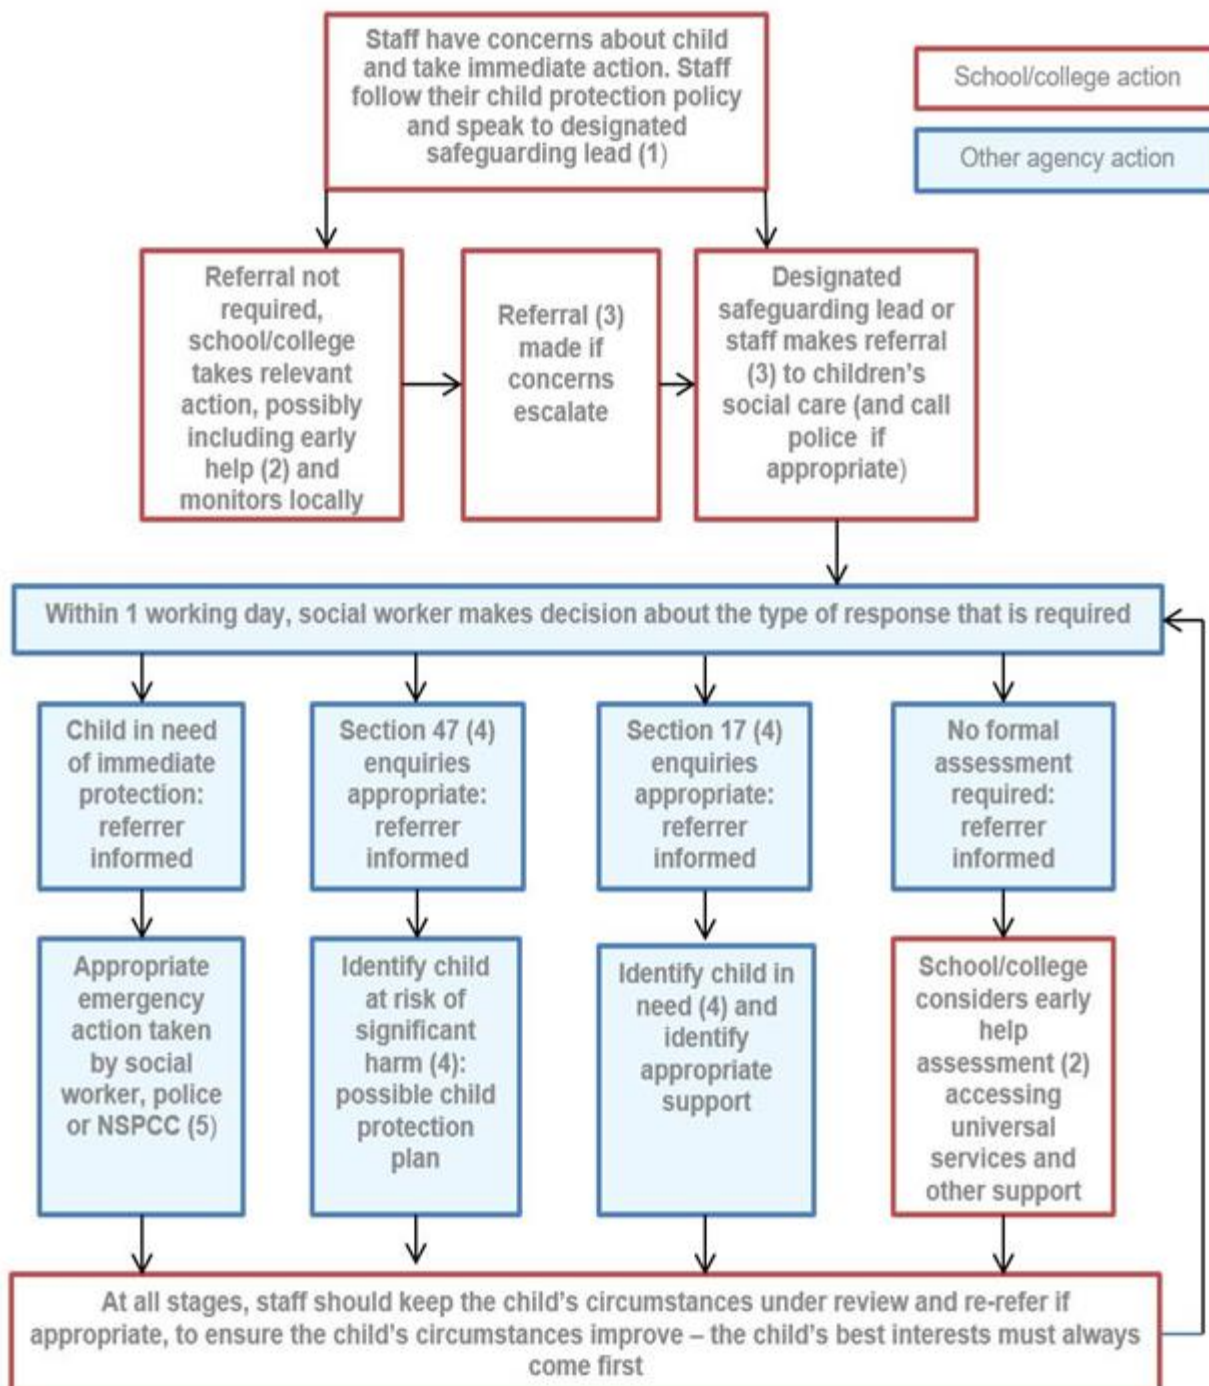 Staff have concerns about child
and take immediate action. Staff
follow their child protection policy
and speak to designated
safeguarding lead (1)
School/college action
Other agency action
Referral not
required,
school/college
takes relevant
action, possibly
including early
help (2) and
monitors locally
Referral (3)
made if
concerns
escalate
Designated
safeguarding lead or
staff makes referral
(3) to children's
social care (and call
police if
appropriate)
Within 1 working day, social worker makes decision about the type of response that is required
Child in need
of immediate
protection:
referrer
informed
Section 47 (4)
enquiries
appropriate:
referrer
informed
Section 17 (4)
enquiries
appropriate:
referrer
informed
No formal
assessment
required:
referrer
informed
Appropriate
emergency
action taken
by social
worker, police
or NSPCC (5)
Identify child
at risk of
significant
harm (4):
possible child
protection
plan
Identify child in
need (4) and
identify
appropriate
support
School/college
considers early
help
assessment (2)
accessing
universal
services and
other support
At all stages, staff should keep the child's circumstances under review and re-refer if
appropriate, to ensure the child's circumstances improve – the child's best interests must always
come first